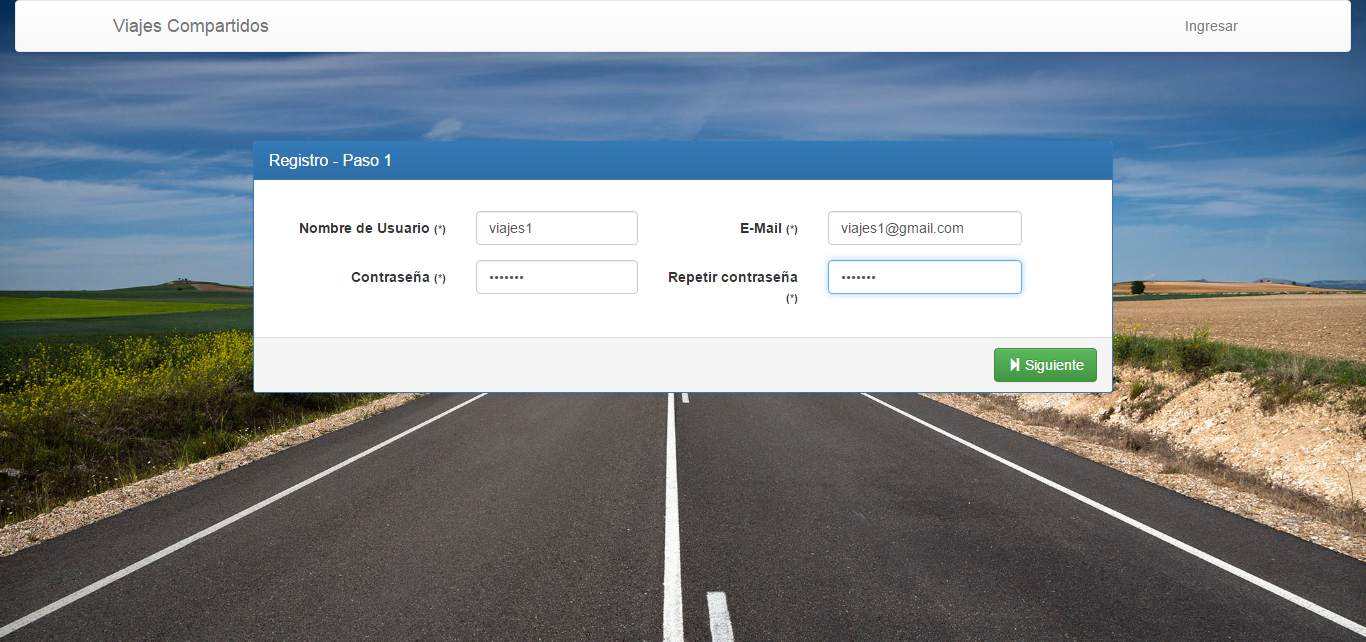 Viajes Compartidos
Ingresar
Registro - Paso 1
Nombre de Usuario (*)
viajes1
E-Mail (*)
viajes1@gmail.com
Contraseña (*)
•••••••
Repetir contraseña
(*)
•••••••
Siguiente